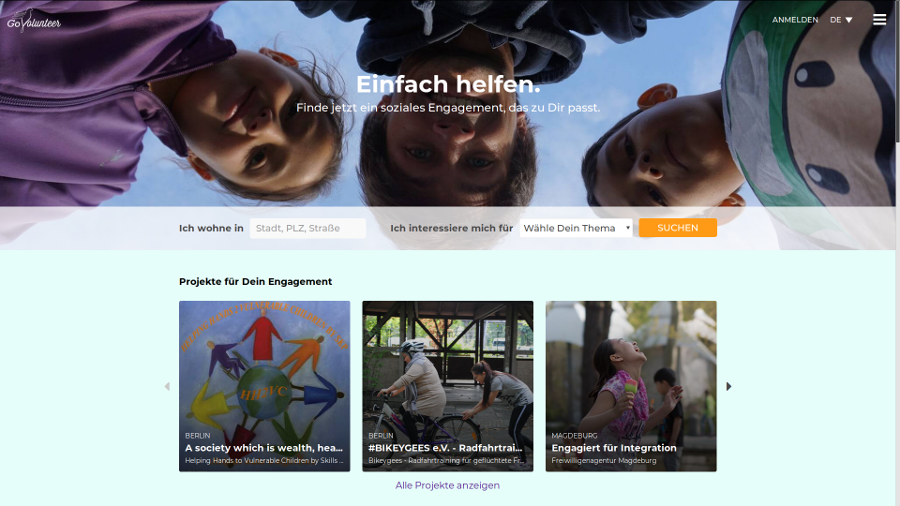 GoVolunteer
ANMELDEN DE
Einfach helfen.
Finde jetzt ein soziales Engagement, das zu Dir passt.
Ich wohne in Stadt, PLZ, Straße Ich interessiere mich für Wähle Dein Thema SUCHEN
Projekte für Dein Engagement
HHVC
BERLIN
A society which is wealth, hea...
Helping Hands to Vulnerable Children by Skills ...
BERLIN
#BIKEYGEES e.V. - Radfahrtrai...
Bikeygees - Radfahrtraining für geflüchtete Fr...
MAGDEBURG
Engagiert für Integration
Freiwilligenagentur Magdeburg
Alle Projekte anzeigen